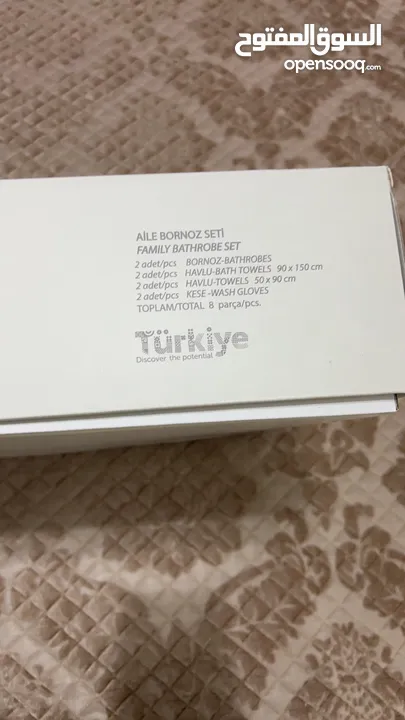 السوق المفتوح
opensooq.com
AİLE BORNOZ SETİ
FAMILY BATHROBE SET
2 adet/pcs BORNOZ-BATHROBES
2 adet/pcs HAVLU-BATH TOWELS 90 x 150 cm
2 adet/pcs HAVLU-TOWELS 50 x 90 cm
2 adet/pcs KESE -WASH GLOVES
TOPLAM/TOTAL 8 parça/pcs.
Türkiye
Discover the potential